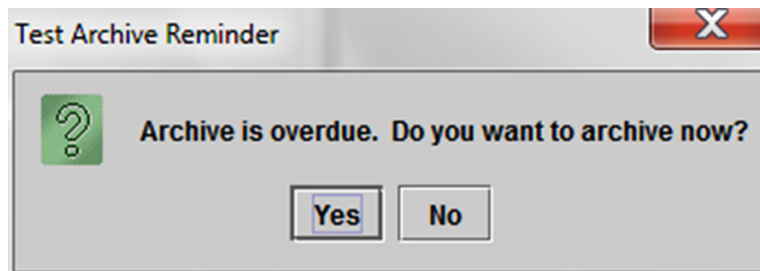 Test Archive Reminder
Archive is overdue.  Do you want to archive now?
Yes
No